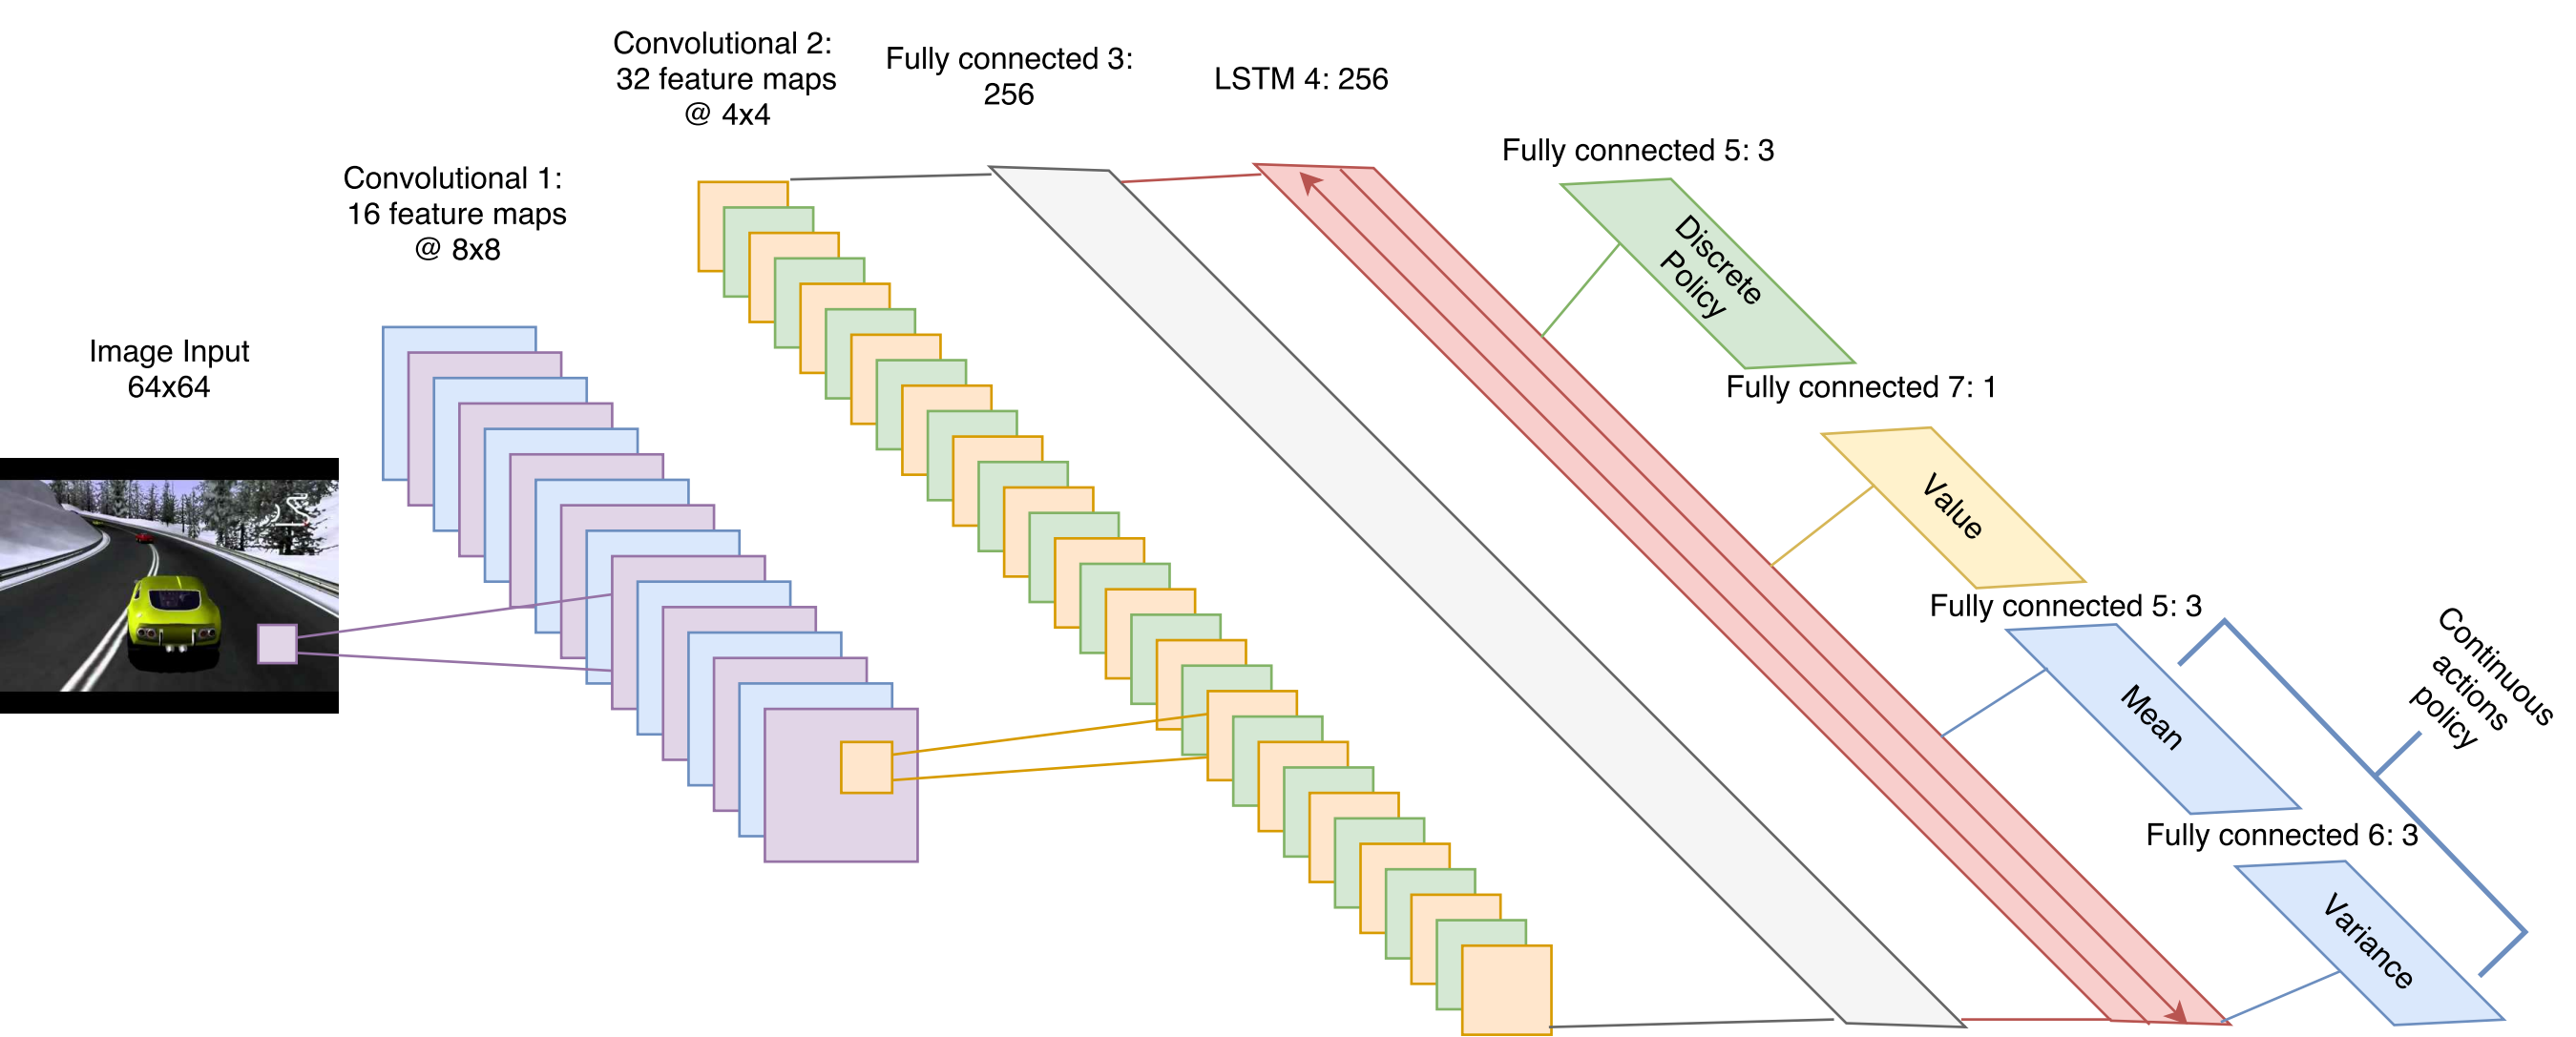 Image Input
64x64
Convolutional 1:
16 feature maps
@ 8x8
Convolutional 2:
32 feature maps
@ 4x4
Fully connected 3:
256
LSTM 4: 256
Fully connected 5: 3
Discrete
Policy
Fully connected 7: 1
Value
Fully connected 5: 3
Mean
Fully connected 6: 3
Variance
Continuous
actions
policy